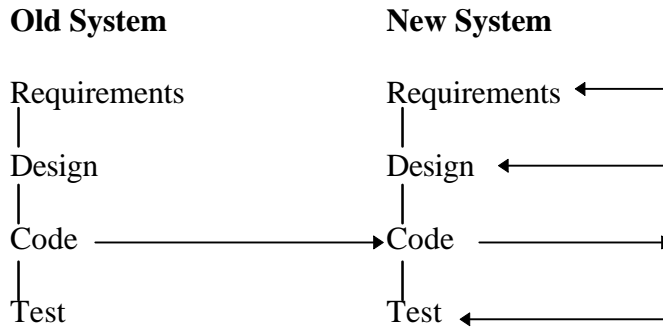 Old System New System
Requirements Requirements
Design Design
Code Code
Test Test